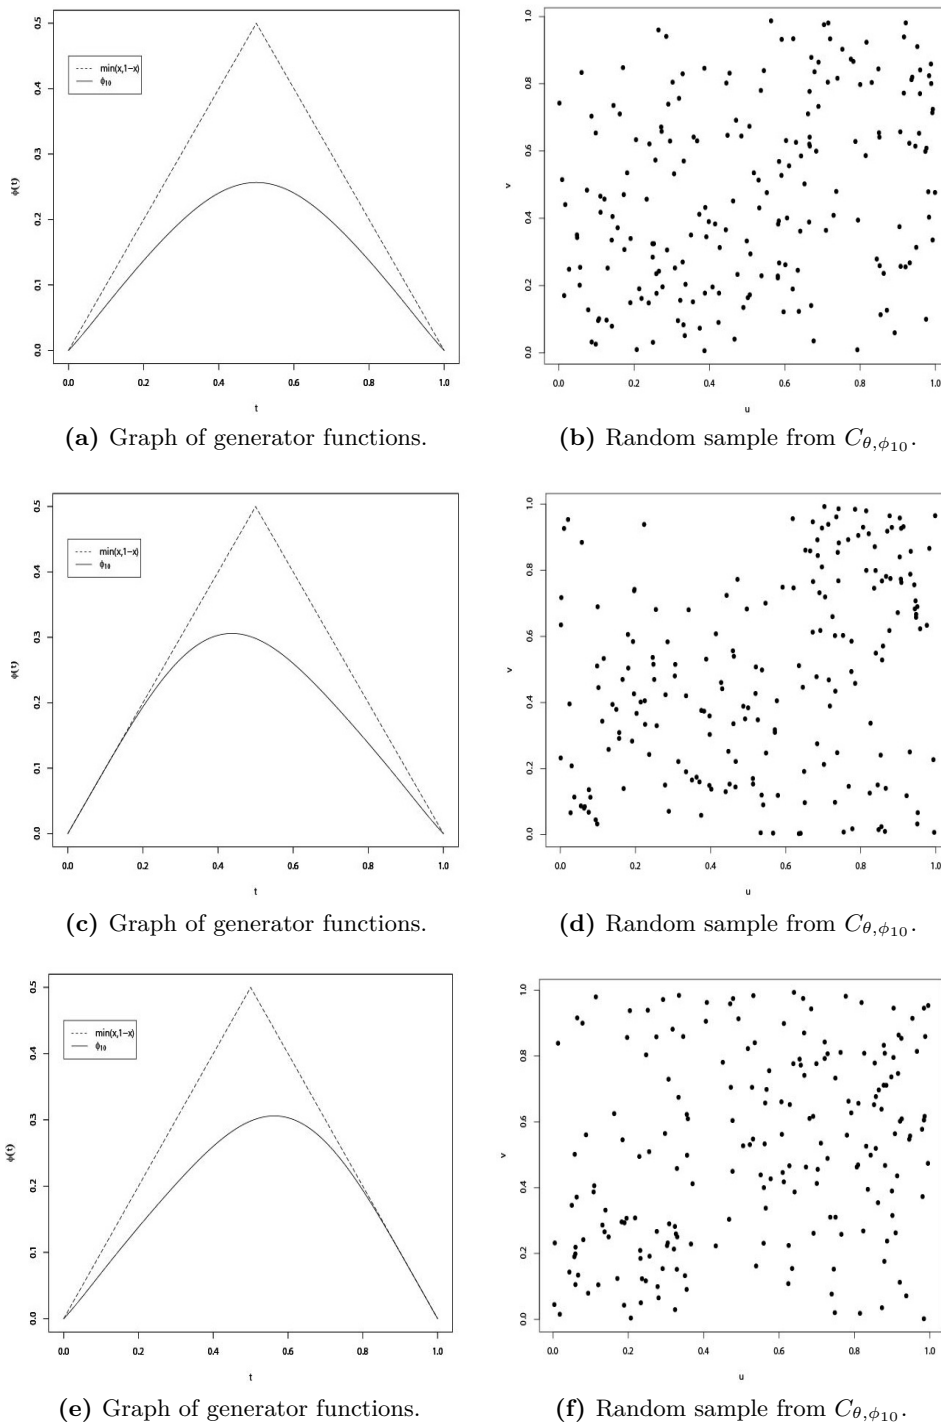 0.5
0.4
0.3
0.2
0.1
0.0
ϕ(t)
min(x,1−x)
ϕ10
0.0 0.2 0.4 0.6 0.8 1.0
t
1.0
0.8
0.6
0.4
0.2
0.0
v
0.0 0.2 0.4 0.6 0.8 1.0
u
(a) Graph of generator functions.
(b) Random sample from Cθ,ϕ10.
0.5
0.4
0.3
0.2
0.1
0.0
ϕ(t)
min(x,1−x)
ϕ10
0.0 0.2 0.4 0.6 0.8 1.0
t
1.0
0.8
0.6
0.4
0.2
0.0
v
0.0 0.2 0.4 0.6 0.8 1.0
u
(c) Graph of generator functions.
(d) Random sample from Cθ,ϕ10.
0.5
0.4
0.3
0.2
0.1
0.0
ϕ(t)
min(x,1−x)
ϕ10
0.0 0.2 0.4 0.6 0.8 1.0
t
1.0
0.8
0.6
0.4
0.2
0.0
v
0.0 0.2 0.4 0.6 0.8 1.0
u
(e) Graph of generator functions.
(f) Random sample from Cθ,ϕ10.